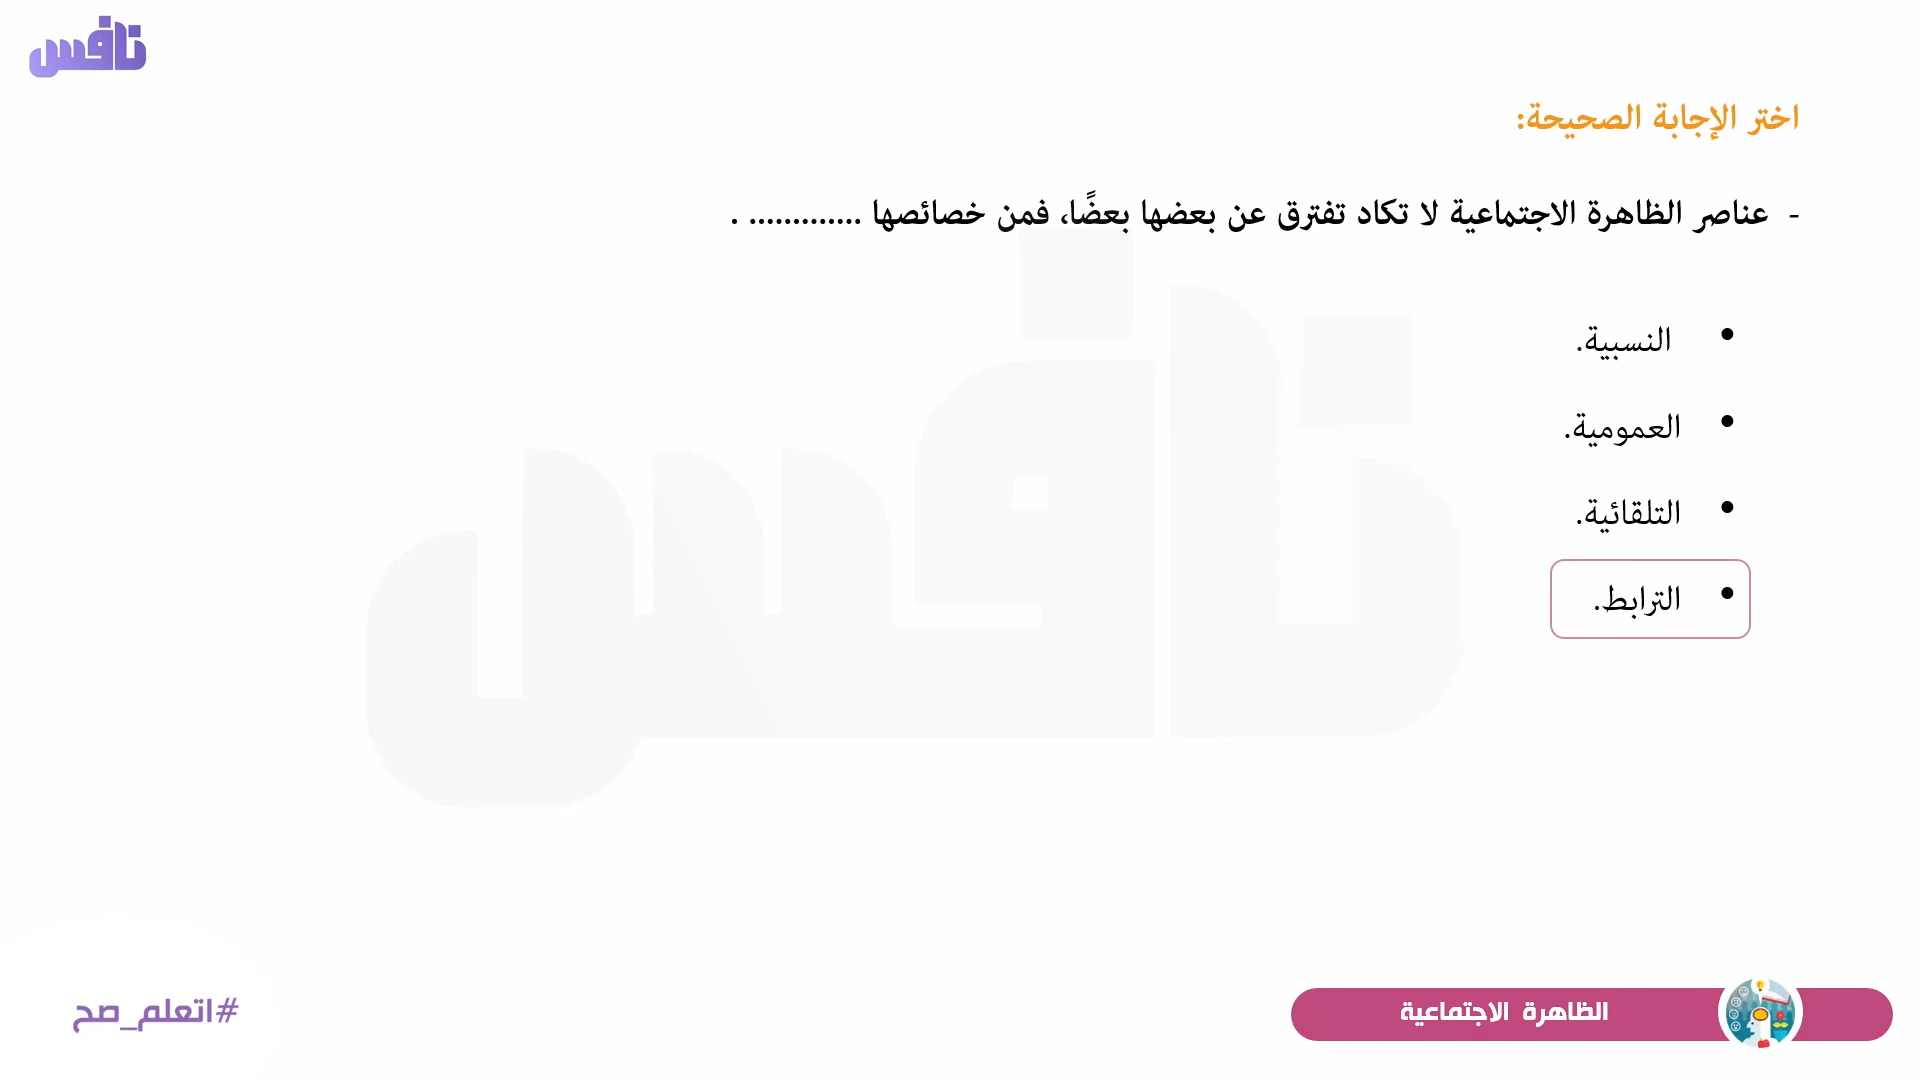 نافس
اختر الإجابة الصحيحة:
- عناصر الظاهرة الاجتماعية لا تكاد تفترق عن بعضها بعضًا، فمن خصائصها ............. .
• النسبية.
• العمومية.
• التلقائية.
• الترابط.
نافس
#اتعلم_صح
الظاهرة الاجتماعية